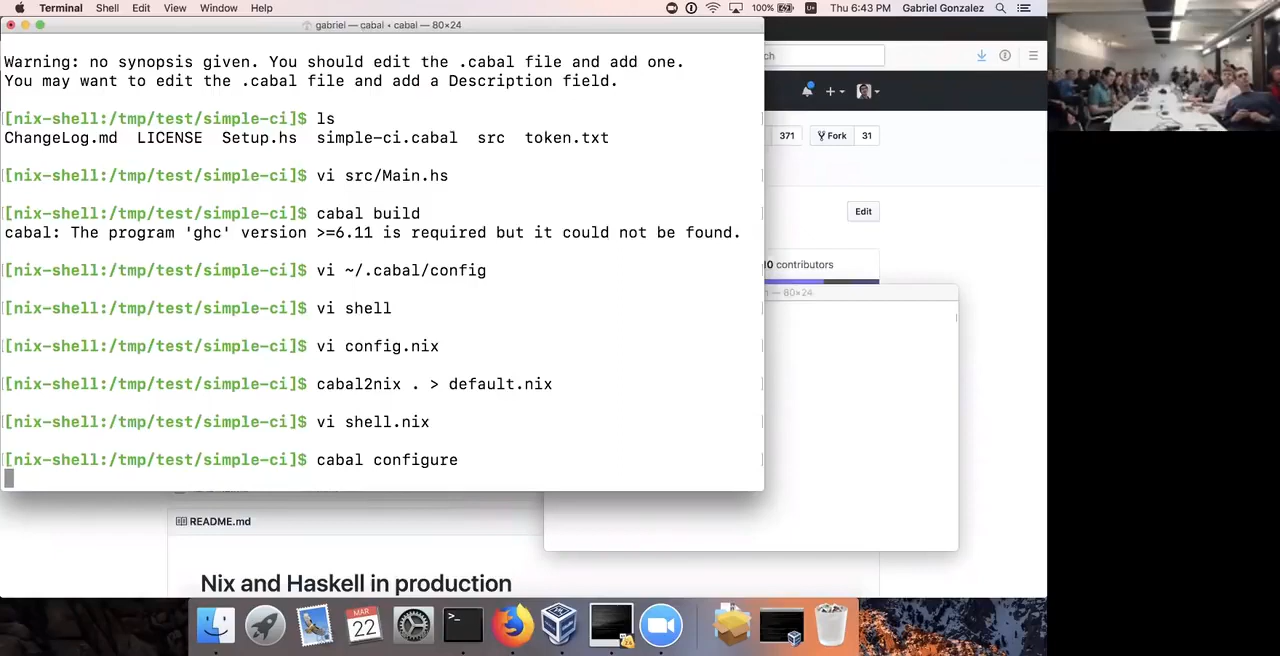 Terminal Shell Edit View Window Help
100% Thu 6:43 PM Gabriel Gonzalez
gabriel — cabal • cabal — 80×24
Warning: no synopsis given. You should edit the .cabal file and add one.
You may want to edit the .cabal file and add a Description field.
[nix-shell:/tmp/test/simple-ci]$ ls
ChangeLog.md LICENSE Setup.hs simple-ci.cabal src token.txt
[nix-shell:/tmp/test/simple-ci]$ vi src/Main.hs
[nix-shell:/tmp/test/simple-ci]$ cabal build
cabal: The program 'ghc' version >=6.11 is required but it could not be found.
[nix-shell:/tmp/test/simple-ci]$ vi ~/.cabal/config
[nix-shell:/tmp/test/simple-ci]$ vi shell
[nix-shell:/tmp/test/simple-ci]$ vi config.nix
[nix-shell:/tmp/test/simple-ci]$ cabal2nix . > default.nix
[nix-shell:/tmp/test/simple-ci]$ vi shell.nix
[nix-shell:/tmp/test/simple-ci]$ cabal configure
ch
371 Fork 31
Edit
10 contributors
— 80×24
README.md
Nix and Haskell in production
MAR
22